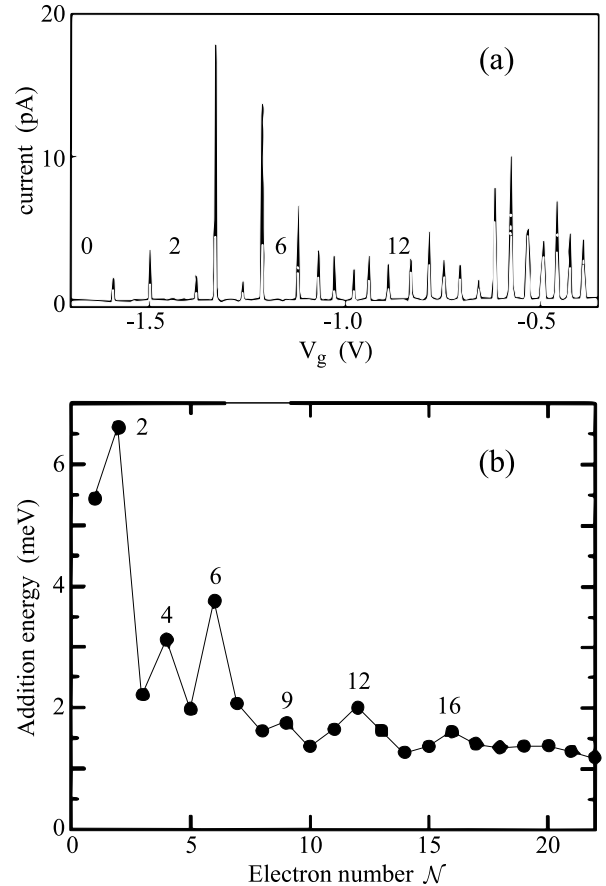 20
(a)
current (pA)
10
0 2 6 12
0
-1.5 -1.0 -0.5
V_g (V)
(b)
2
6
Addition energy (meV)
6
4
4
9 12 16
2
0
0 5 10 15 20
Electron number 𝒩